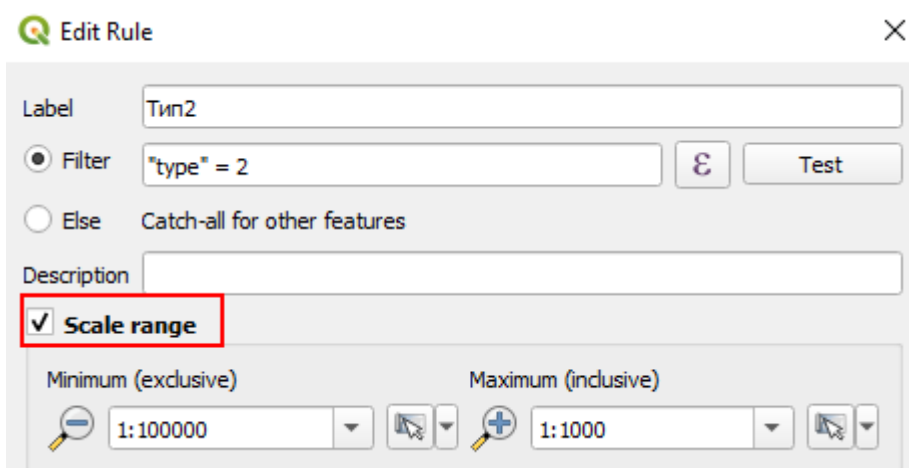 Edit Rule
Label Тип2
Filter "type" = 2 ε Test
Else Catch-all for other features
Description
Scale range
Minimum (exclusive) Maximum (inclusive)
1:100000 1:1000